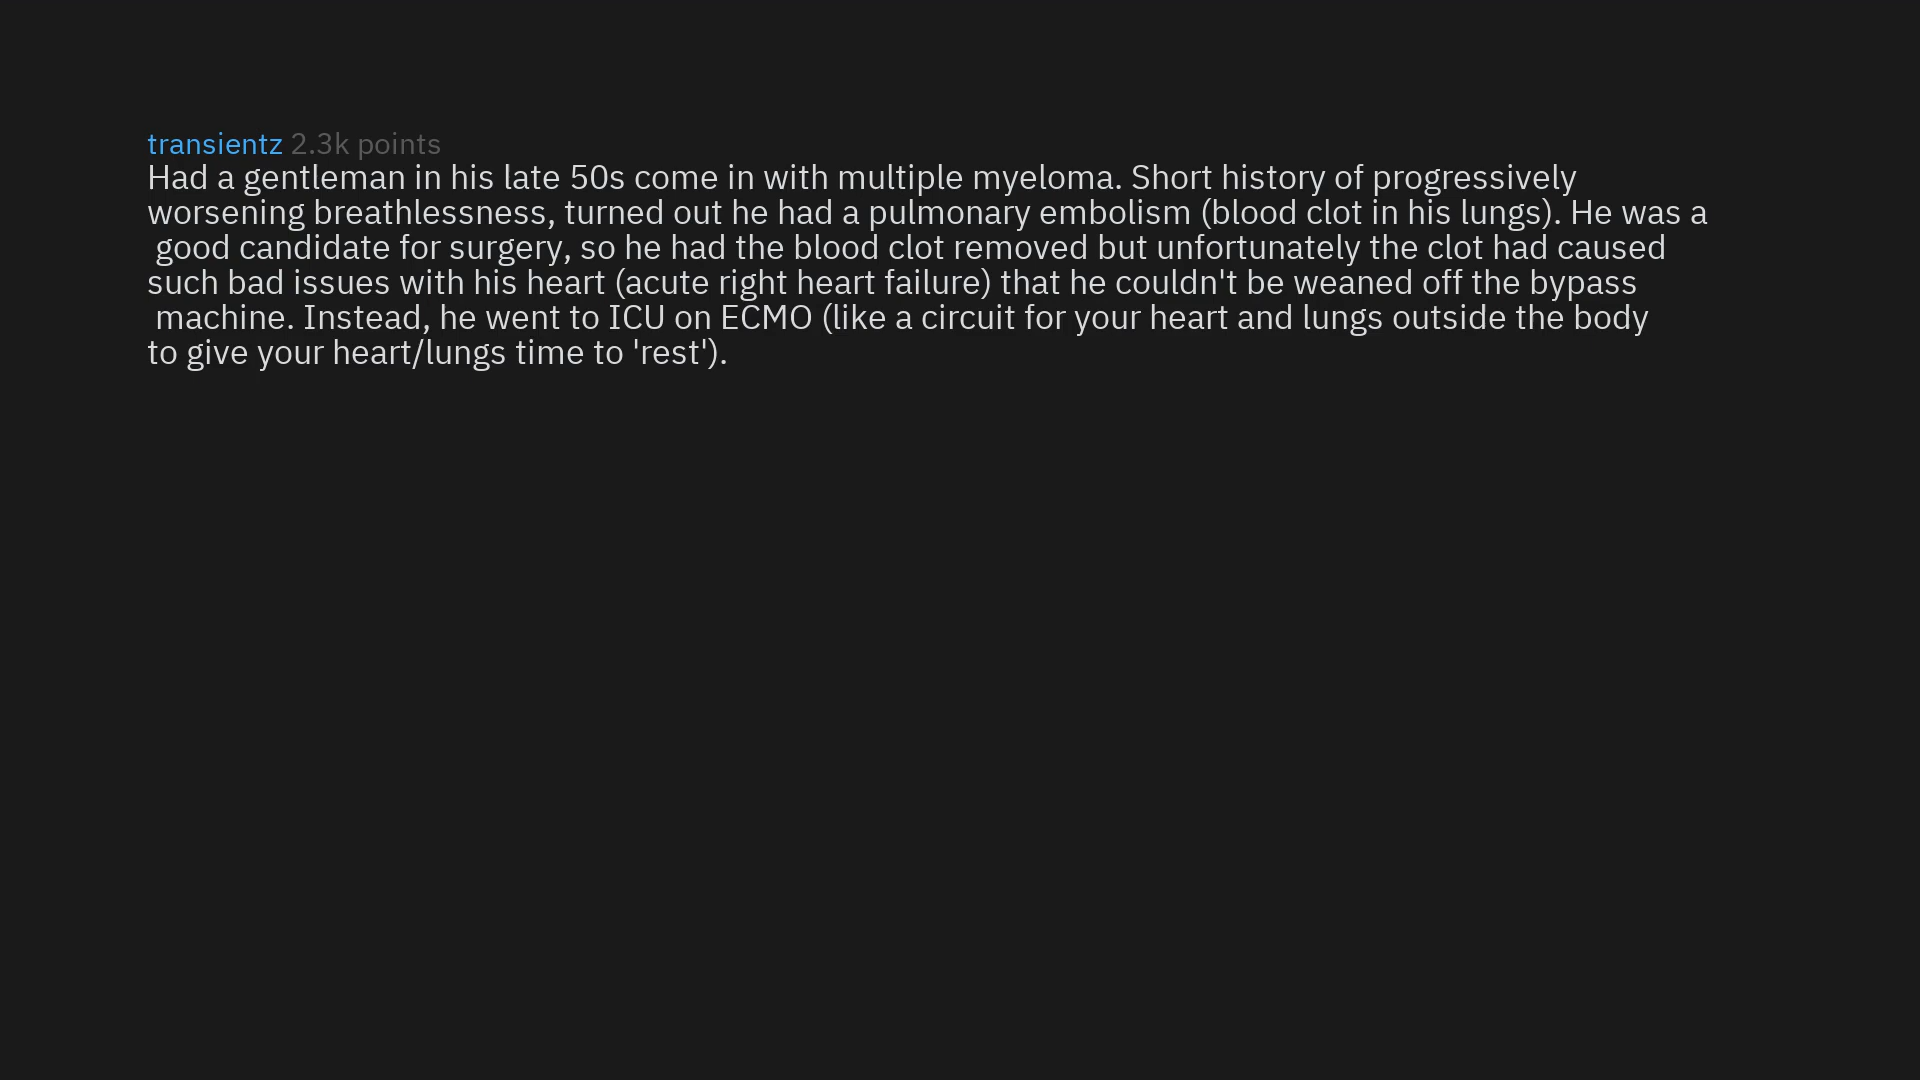 transientz 2.3k points
Had a gentleman in his late 50s come in with multiple myeloma. Short history of progressively
worsening breathlessness, turned out he had a pulmonary embolism (blood clot in his lungs). He was a
good candidate for surgery, so he had the blood clot removed but unfortunately the clot had caused
such bad issues with his heart (acute right heart failure) that he couldn't be weaned off the bypass
machine. Instead, he went to ICU on ECMO (like a circuit for your heart and lungs outside the body
to give your heart/lungs time to 'rest').